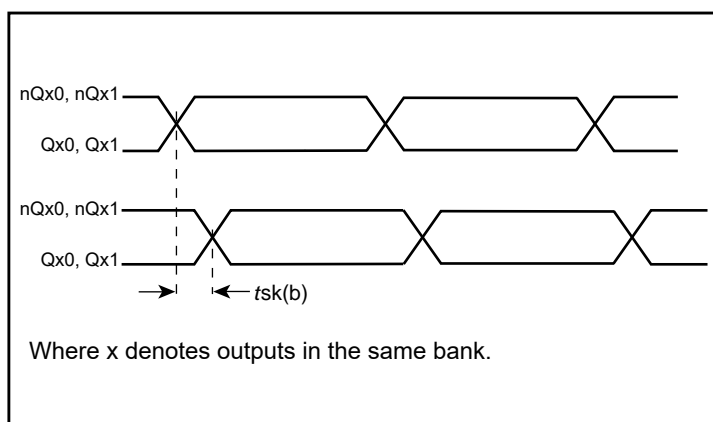 nQx0, nQx1
Qx0, Qx1
nQx0, nQx1
Qx0, Qx1
tsk(b)
Where x denotes outputs in the same bank.